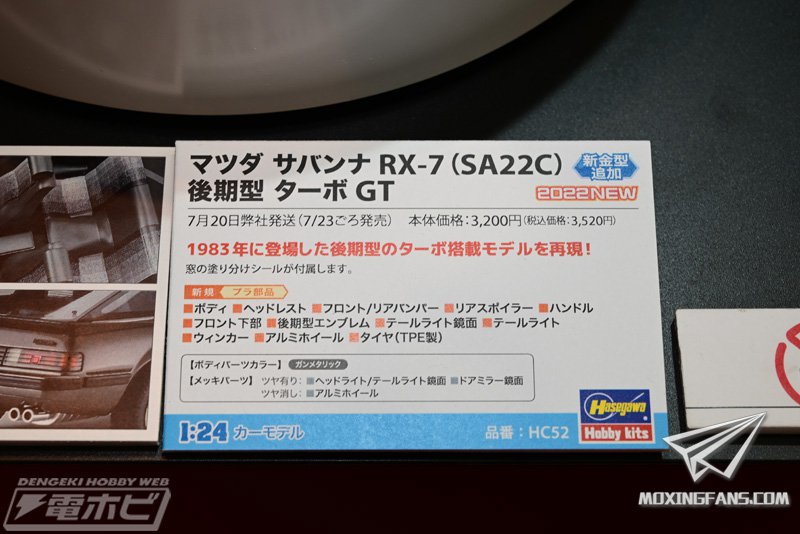 マツダ サバンナ RX-7（SA22C）
後期型 ターボ GT
新金型
追加
2022 NEW
7月20日弊社発送（7/23ごろ発売） 本体価格：3,200円（税込価格：3,520円）
1983年に登場した後期型のターボ搭載モデルを再現！
窓の塗り分けシールが付属します。
新規 プラ部品
■ボディ ■ヘッドレスト ■フロント/リアバンパー ■リアスポイラー ■ハンドル
■フロント下部 ■後期型エンブレム ■テールライト鏡面 ■テールライト
■ウィンカー ■アルミホイール ■タイヤ（TPE製）
【ボディパーツカラー】 ガンメタリック
【メッキパーツ】 ツヤ有り：■ヘッドライト/テールライト鏡面 ■ドアミラー鏡面
ツヤ消し：■アルミホイール
1:24 カーモデル
品番：HC52
Hasegawa
Hobby kits
DENGEKI HOBBY WEB
電ホビ
MOXINGFANS.COM